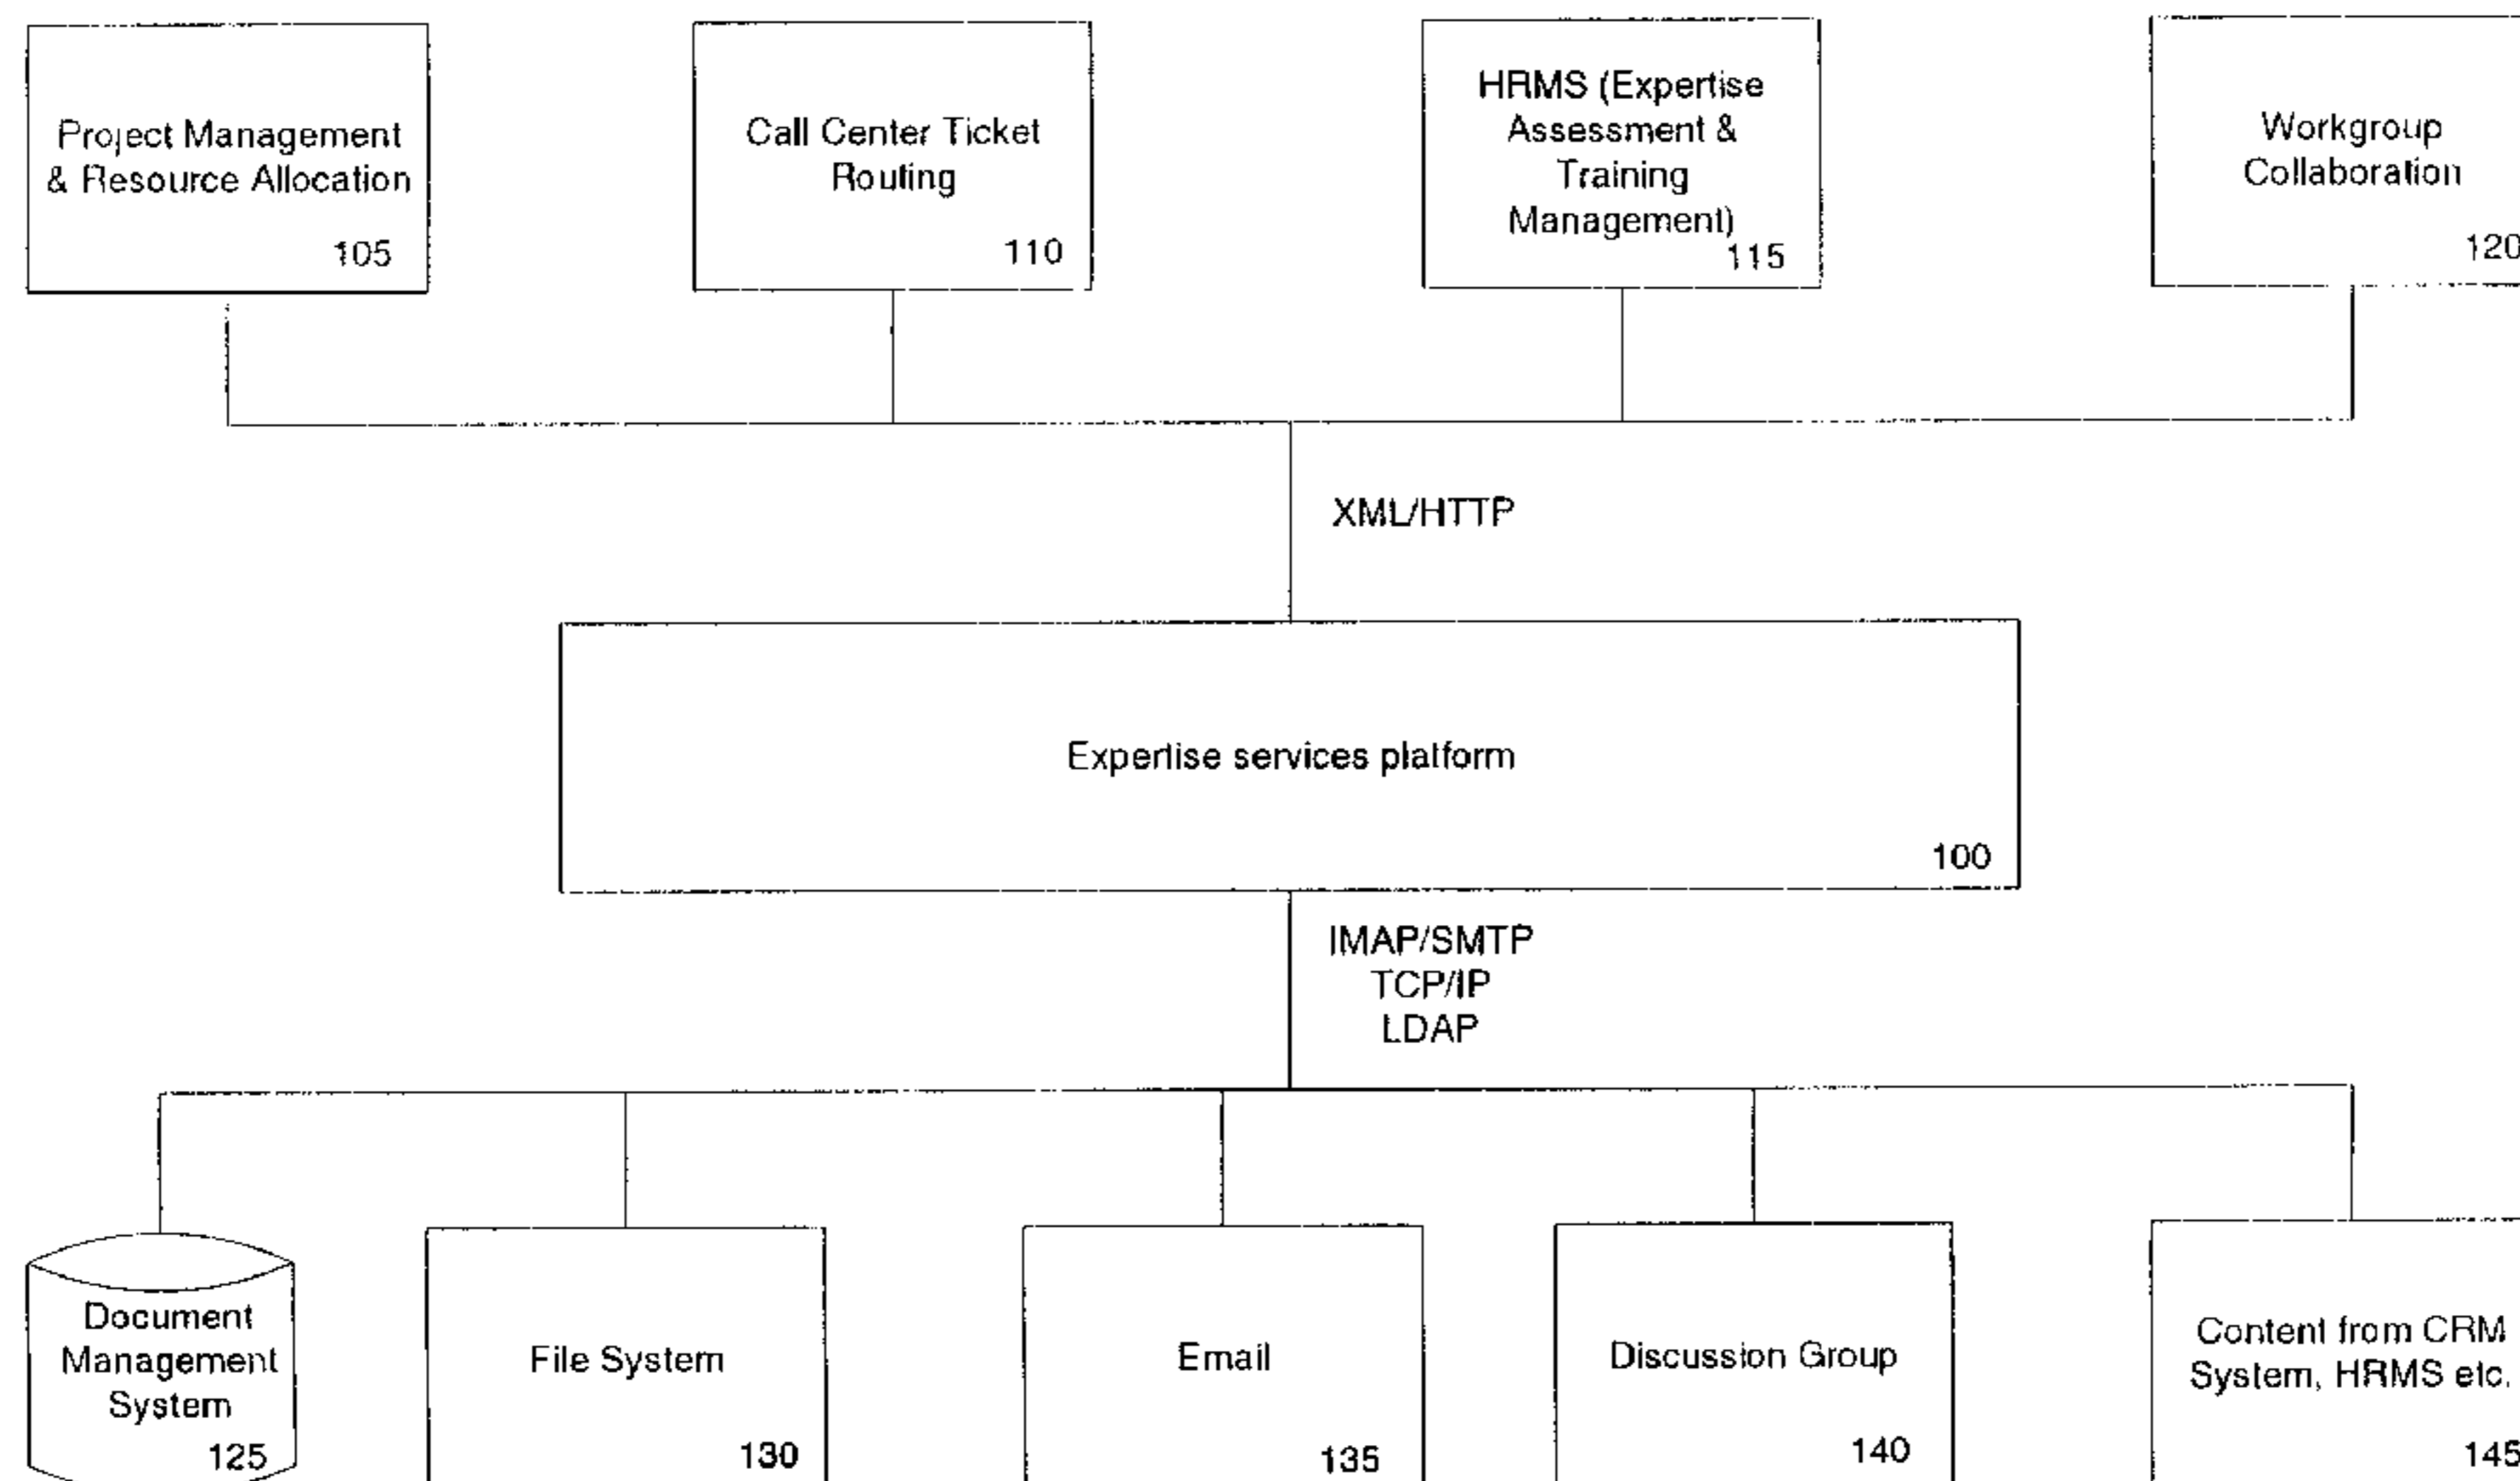 Project Management
& Resource Allocation
105
Call Center Ticket
Routing
110
HRMS (Expertise
Assessment &
Training
Management)
115
Workgroup
Collaboration
120
XML/HTTP
Expertise services platform
100
IMAP/SMTP
TCP/IP
LDAP
Document
Management
System
125
File System
130
Email
135
Discussion Group
140
Content from CRM
System, HRMS etc.
145